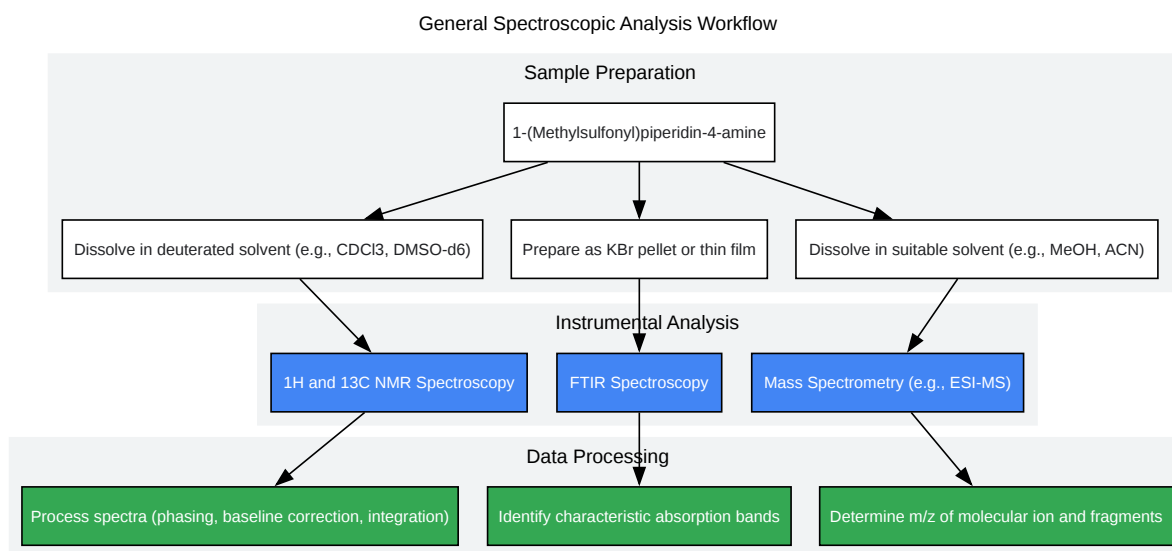 General Spectroscopic Analysis Workflow
Sample Preparation
1-(Methylsulfonyl)piperidin-4-amine
Dissolve in deuterated solvent (e.g., CDCl3, DMSO-d6)
Prepare as KBr pellet or thin film
Dissolve in suitable solvent (e.g., MeOH, ACN)
Instrumental Analysis
1H and 13C NMR Spectroscopy
FTIR Spectroscopy
Mass Spectrometry (e.g., ESI-MS)
Data Processing
Process spectra (phasing, baseline correction, integration)
Identify characteristic absorption bands
Determine m/z of molecular ion and fragments